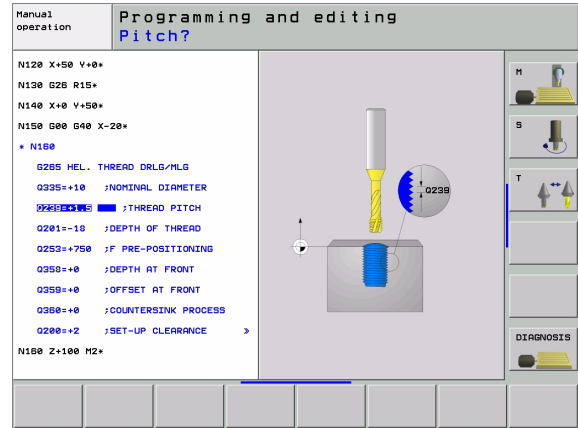 Manual
operation
Programming and editing
Pitch?
N120 X+50 Y+0*
N130 G26 R15*
N140 X+0 Y+50*
N150 G00 G40 X-20*
* N160
G265 HEL. THREAD DRLG/MLG
Q335=+10 ;NOMINAL DIAMETER
Q239=+1.5 ;THREAD PITCH
Q201=-18 ;DEPTH OF THREAD
Q253=+750 ;F PRE-POSITIONING
Q358=+0 ;DEPTH AT FRONT
Q359=+0 ;OFFSET AT FRONT
Q360=+0 ;COUNTERSINK PROCESS
Q200=+2 ;SET-UP CLEARANCE »
N160 Z+100 M2*
Q239
M
S
T
DIAGNOSIS